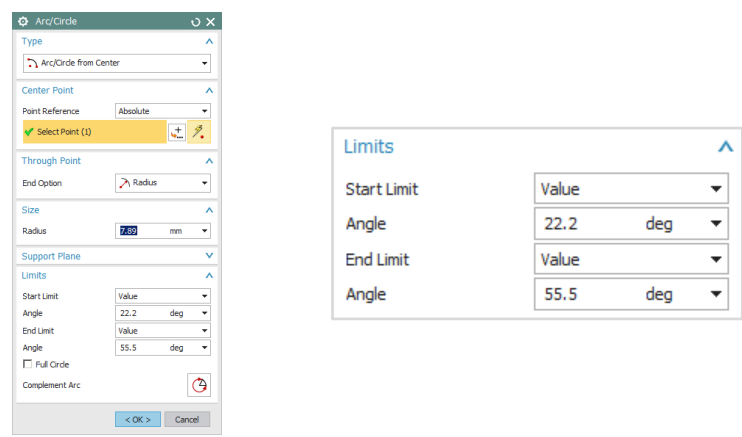 Arc/Circle
Type
Arc/Circle from Center
Center Point
Point Reference Absolute
Select Point (1)
Through Point
End Option Radius
Size
Radius 7.89 mm
Support Plane
Limits
Start Limit Value
Angle 22.2 deg
End Limit Value
Angle 55.5 deg
Full Circle
Complement Arc
< OK > Cancel
Limits
Start Limit Value
Angle 22.2 deg
End Limit Value
Angle 55.5 deg